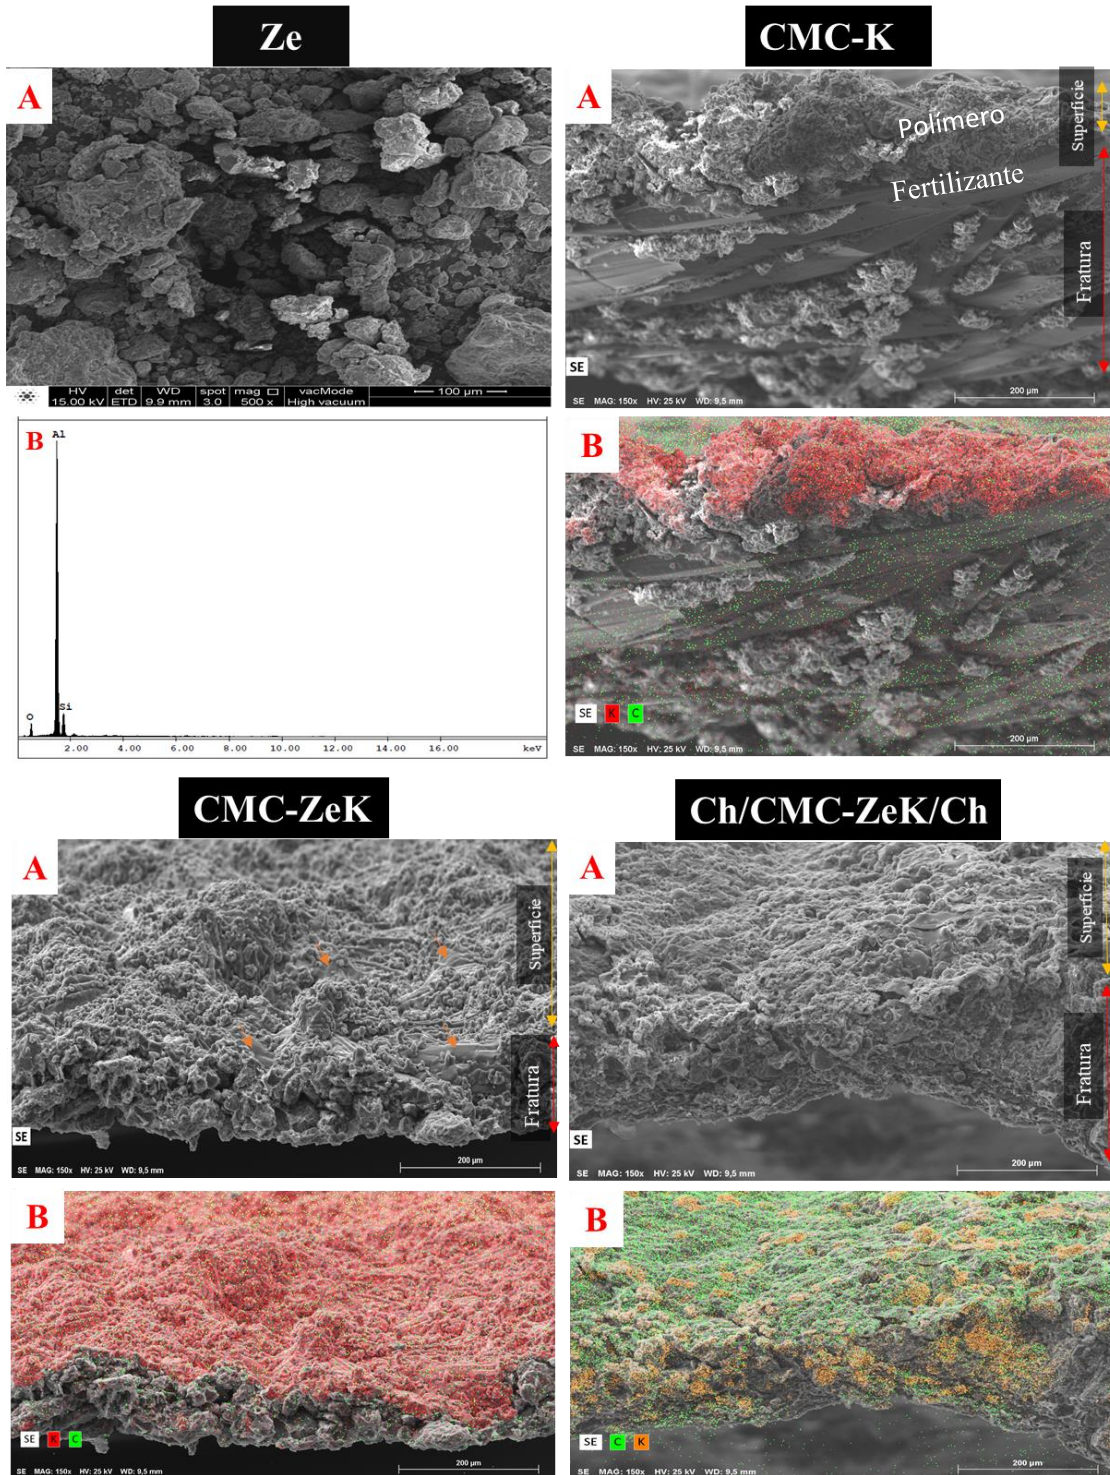 Ze
A
HV det WD spot mag □ vacMode
15.00 kV ETD 9.9 mm 3.0 500 x High vacuum
100 µm
B
Al
O
Si
2.00 4.00 6.00 8.00 10.00 12.00 14.00 16.00 keV
CMC-K
A
Superfície
Polímero
Fertilizante
Fratura
SE
SE MAG: 150x HV: 25 kV WD: 9,5 mm
200 µm
B
SE K C
SE MAG: 150x HV: 25 kV WD: 9,5 mm
200 µm
CMC-ZeK
A
Superfície
Fratura
SE
SE MAG: 150x HV: 25 kV WD: 9,5 mm
200 µm
B
SE K C
SE MAG: 150x HV: 25 kV WD: 9,5 mm
200 µm
Ch/CMC-ZeK/Ch
A
Superfície
Fratura
SE
SE MAG: 150x HV: 25 kV WD: 9,5 mm
200 µm
B
SE C K
SE MAG: 150x HV: 25 kV WD: 9,5 mm
200 µm